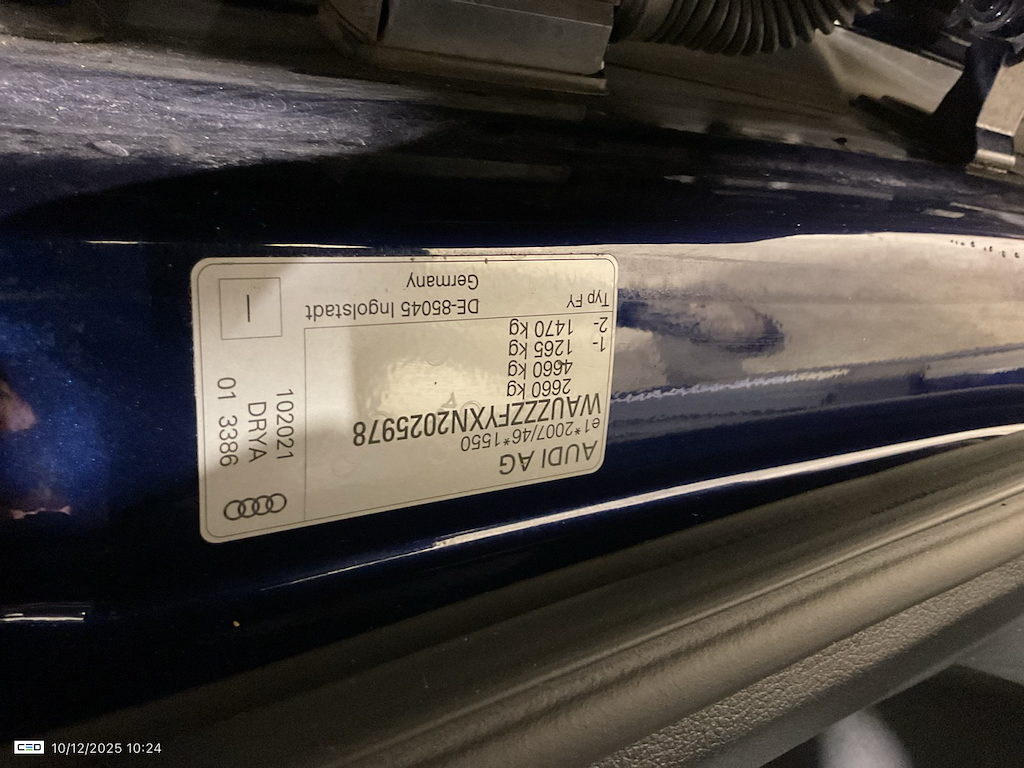 AUDI AG
e1*2007/46*1550
WAUZZZFYXN2025978
2660 kg
4660 kg
1- 1265 kg
2- 1470 kg
Typ FY
DE-85045 Ingolstadt
Germany
102021
DRYA
01 3386
I
CEO 10/12/2025 10:24